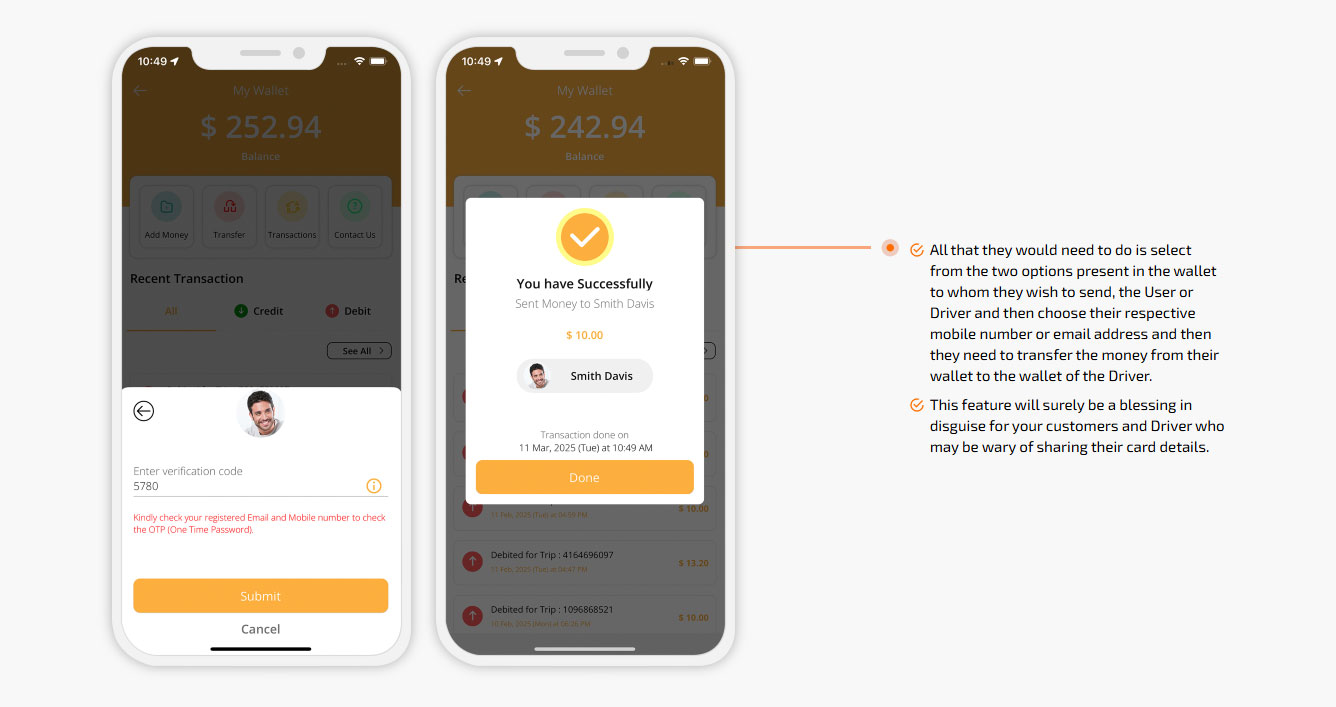 10:49
My Wallet
$ 252.94
Balance
Add Money
Transfer
Transactions
Contact Us
Recent Transaction
All
Credit
Debit
See All
Enter verification code
5780
Kindly check your registered Email and Mobile number to check
the OTP (One Time Password).
Submit
Cancel
10:49
My Wallet
$ 242.94
Balance
You have Successfully
Sent Money to Smith Davis
$ 10.00
Smith Davis
Transaction done on
11 Mar, 2025 (Tue) at 10:49 AM
Done
11 Feb, 2025 (Tue) at 04:59 PM
$ 10.00
Debited for Trip : 4164696097
11 Feb, 2025 (Tue) at 04:47 PM
$ 13.20
Debited for Trip : 1096868521
10 Feb, 2025 (Mon) at 06:26 PM
$ 10.00
All that they would need to do is select
from the two options present in the wallet
to whom they wish to send, the User or
Driver and then choose their respective
mobile number or email address and then
they need to transfer the money from their
wallet to the wallet of the Driver.
This feature will surely be a blessing in
disguise for your customers and Driver who
may be wary of sharing their card details.